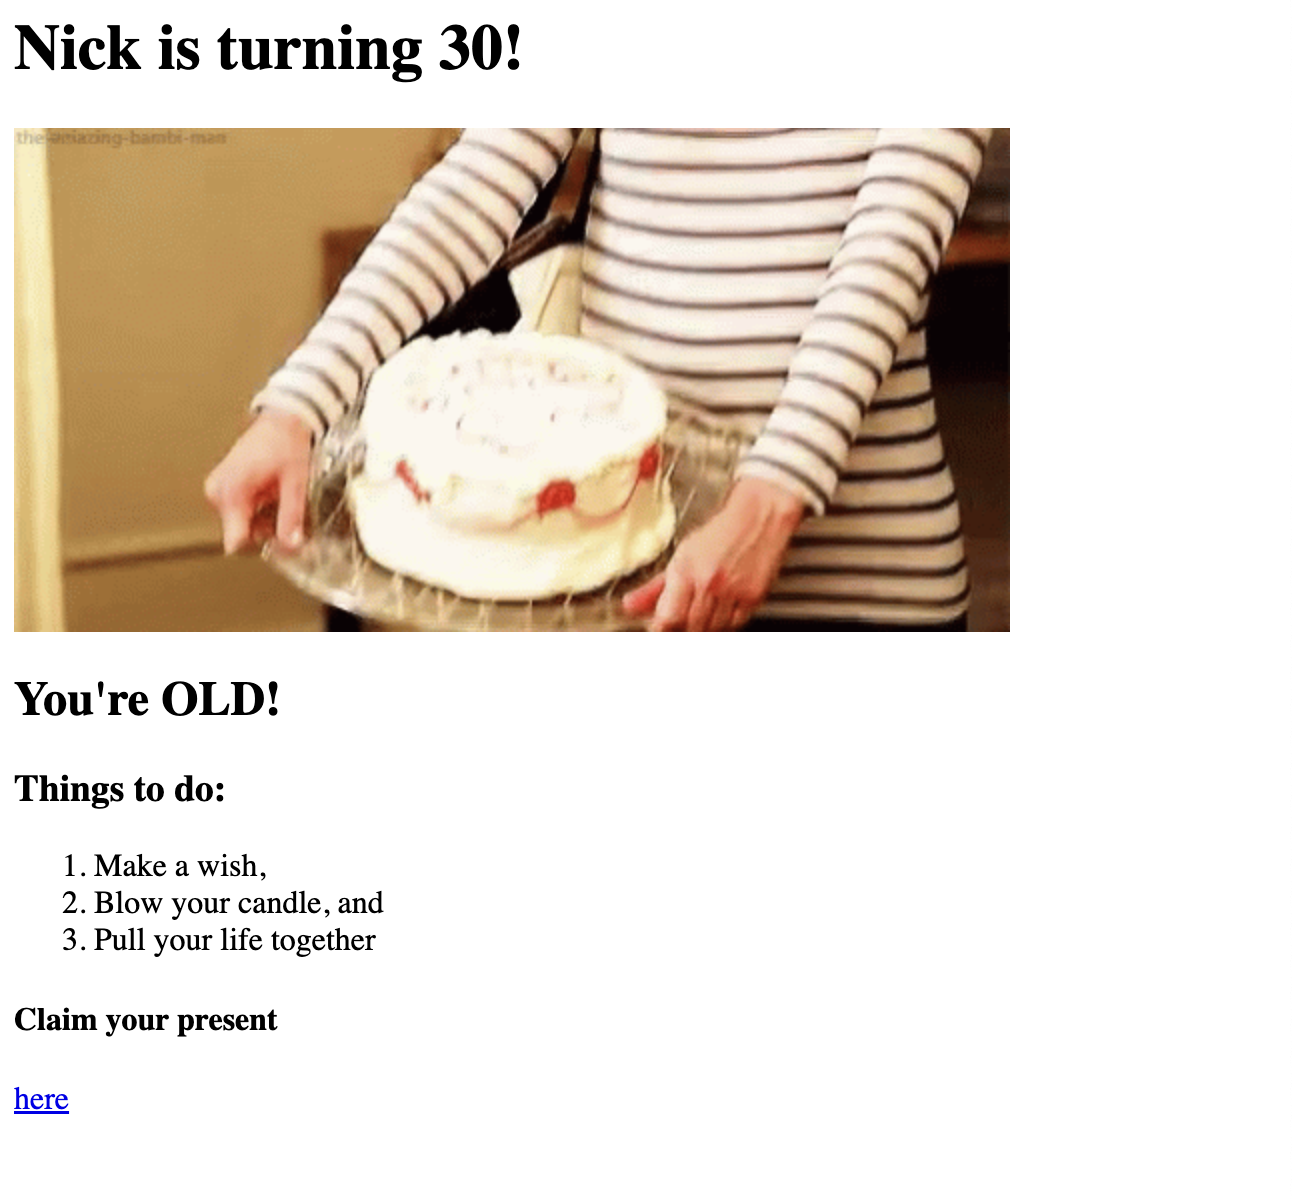 Nick is turning 30!
the-amazing-bambi-man
You're OLD!
Things to do:
1. Make a wish,
2. Blow your candle, and
3. Pull your life together
Claim your present
here